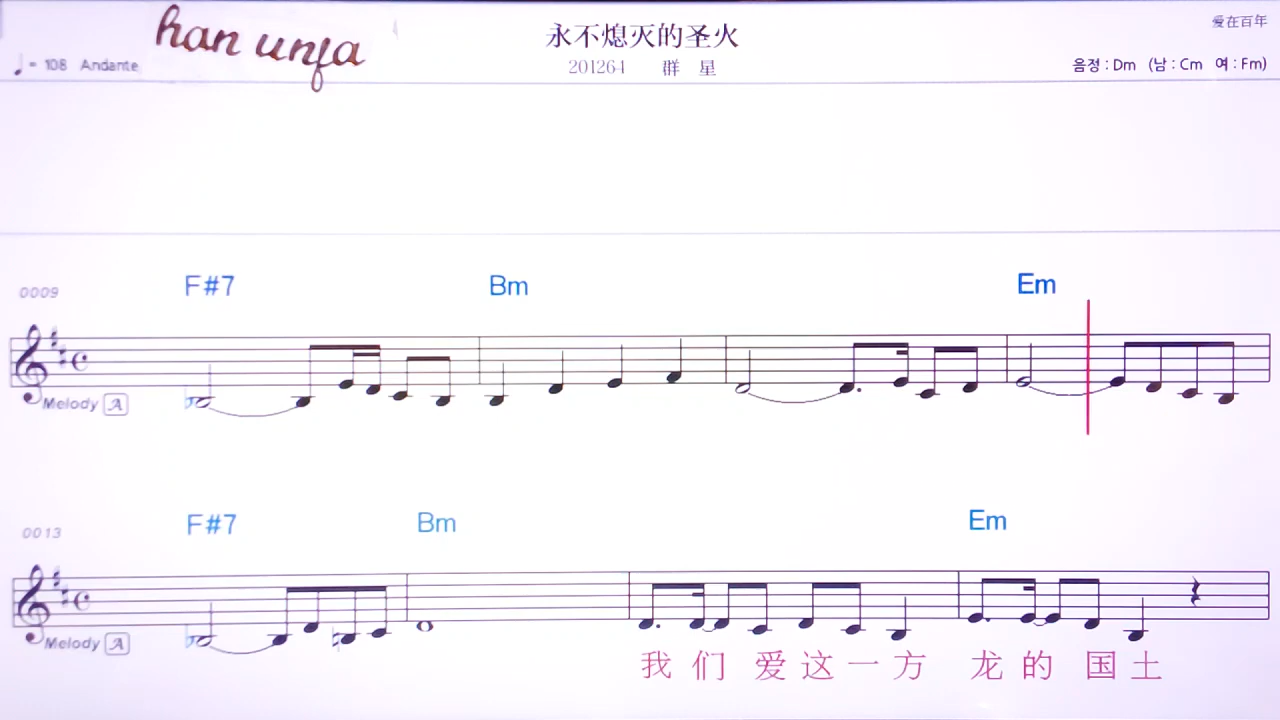 han unfa
永不熄灭的圣火
爱在百年
♩= 108 Andante
201264 群 星
음정 : Dm (남 : Cm 여 : Fm)
F#7 Bm Em
0009
Melody A
F#7 Bm Em
0013
Melody A
我 们 爱 这 一 方 龙 的 国 土